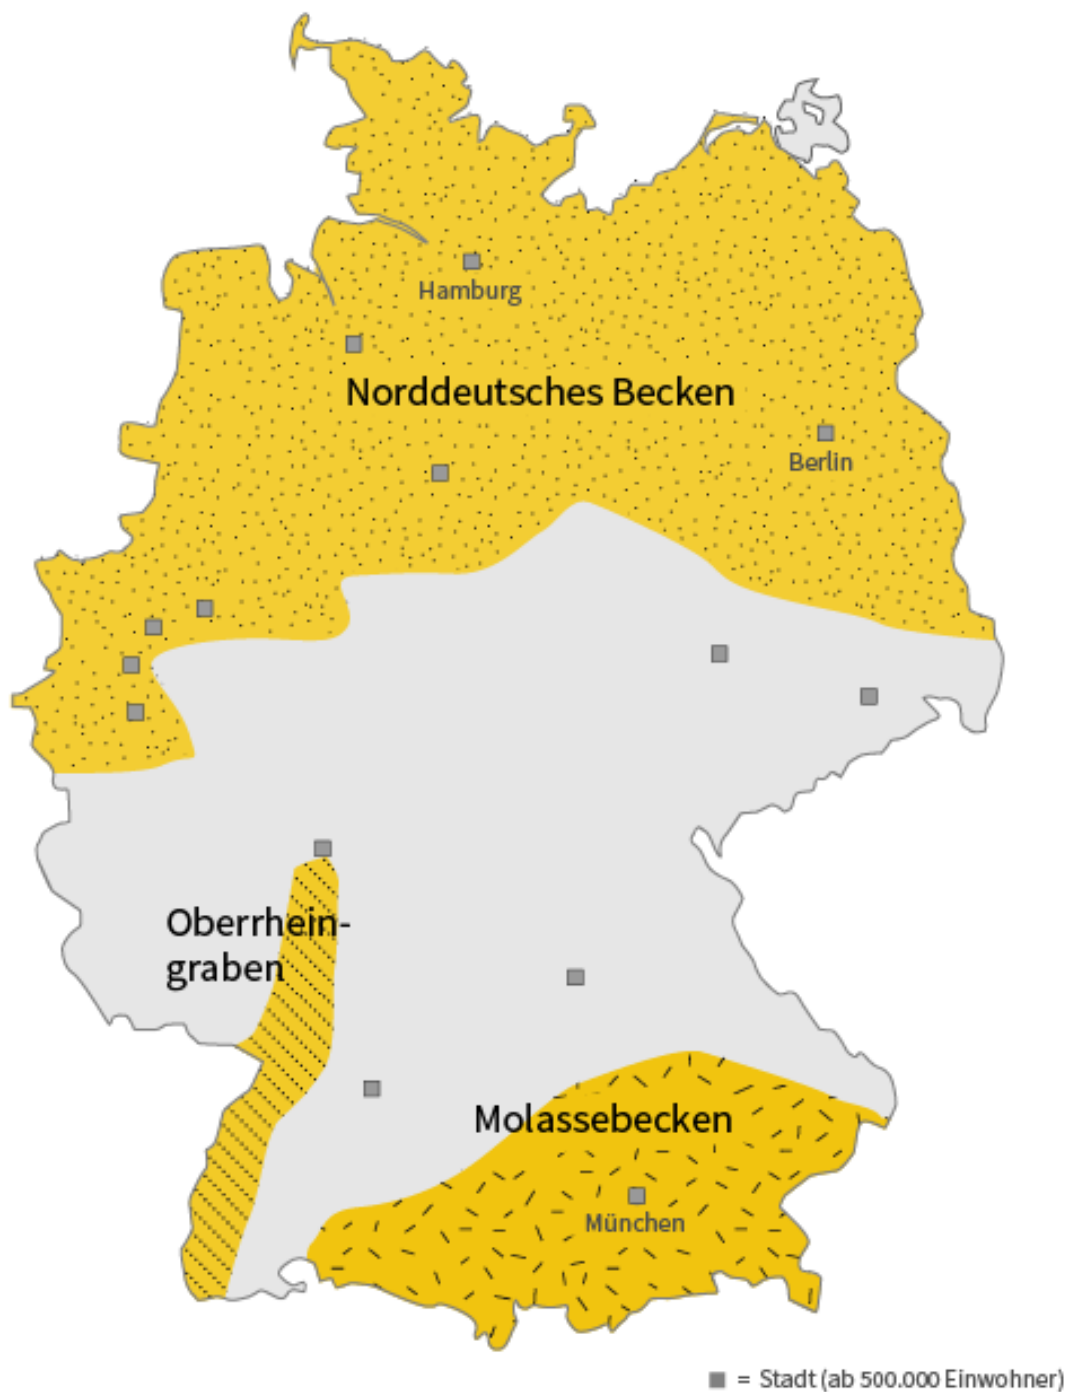 Hamburg
Norddeutsches Becken
Berlin
Oberrhein-
graben
Molassebecken
München
= Stadt (ab 500.000 Einwohner)